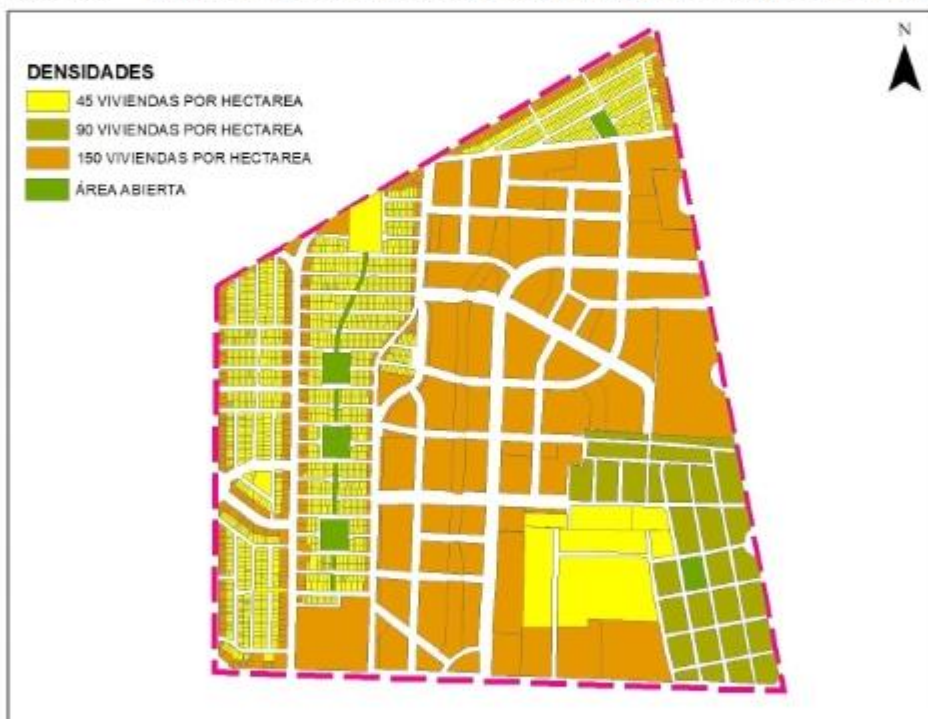 N
DENSIDADES
45 VIVIENDAS POR HECTAREA
90 VIVIENDAS POR HECTAREA
150 VIVIENDAS POR HECTAREA
ÁREA ABIERTA